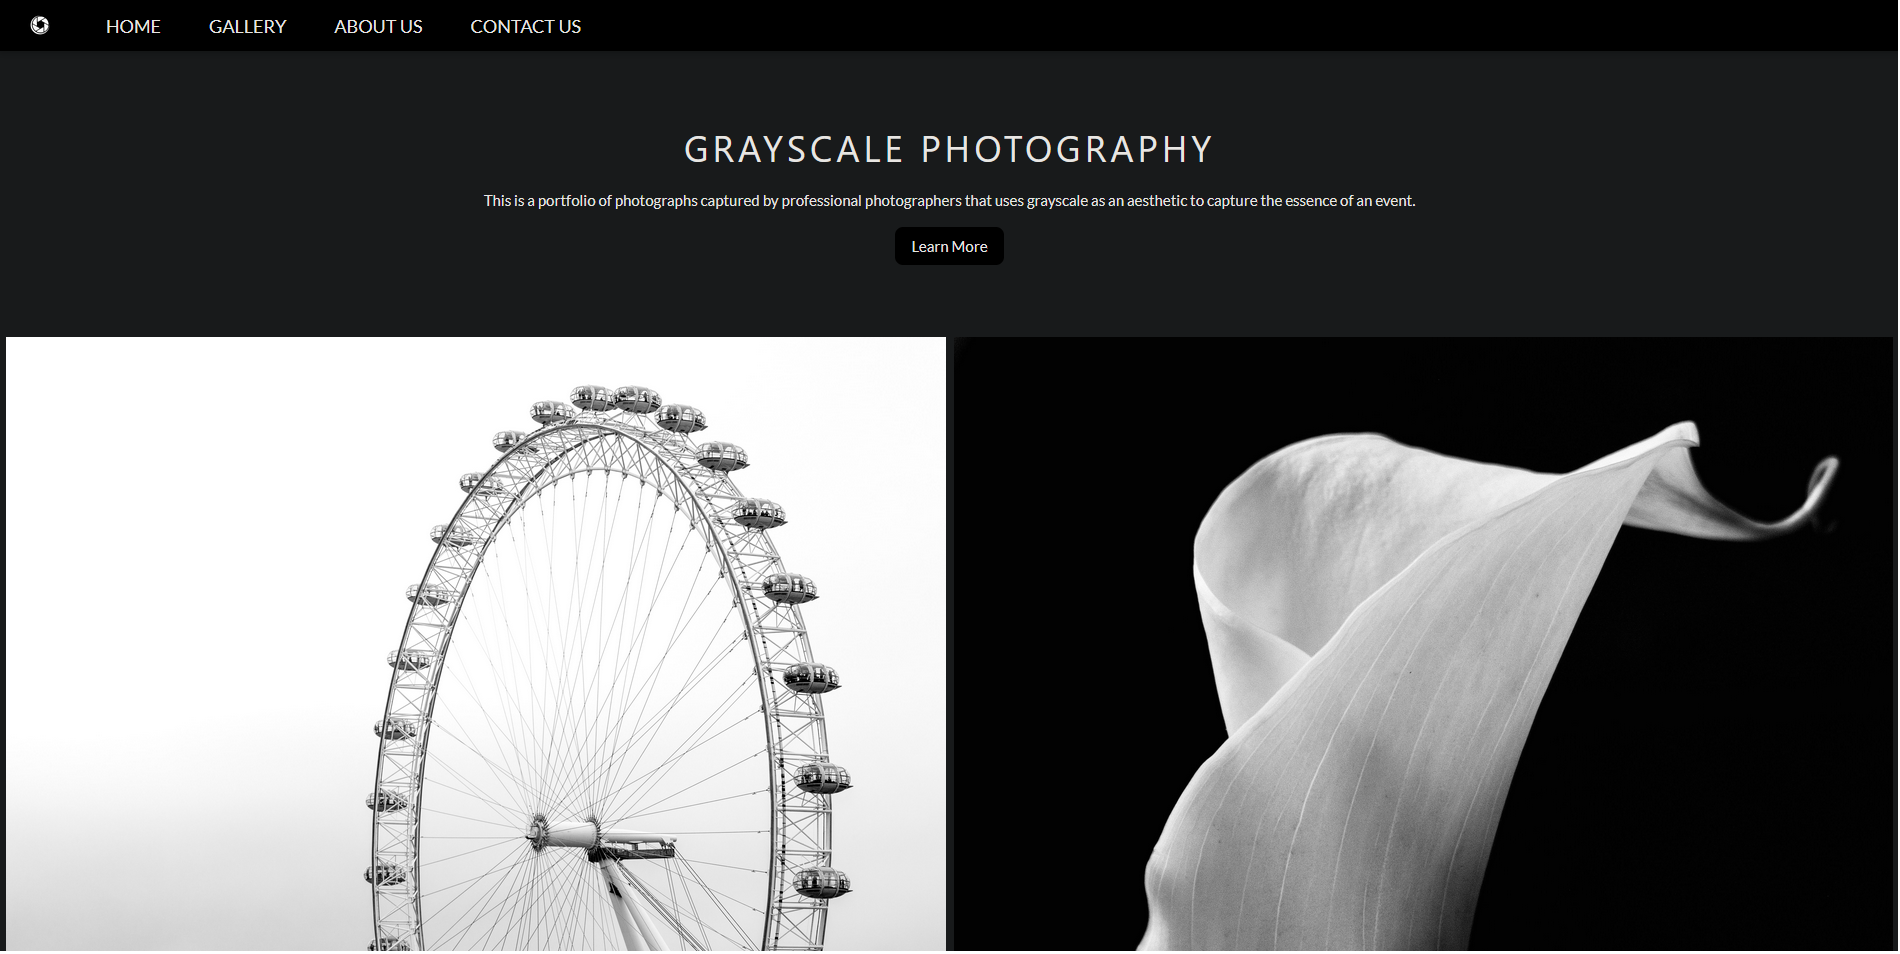 HOME GALLERY ABOUT US CONTACT US
GRAYSCALE PHOTOGRAPHY
This is a portfolio of photographs captured by professional photographers that uses grayscale as an aesthetic to capture the essence of an event.
Learn More